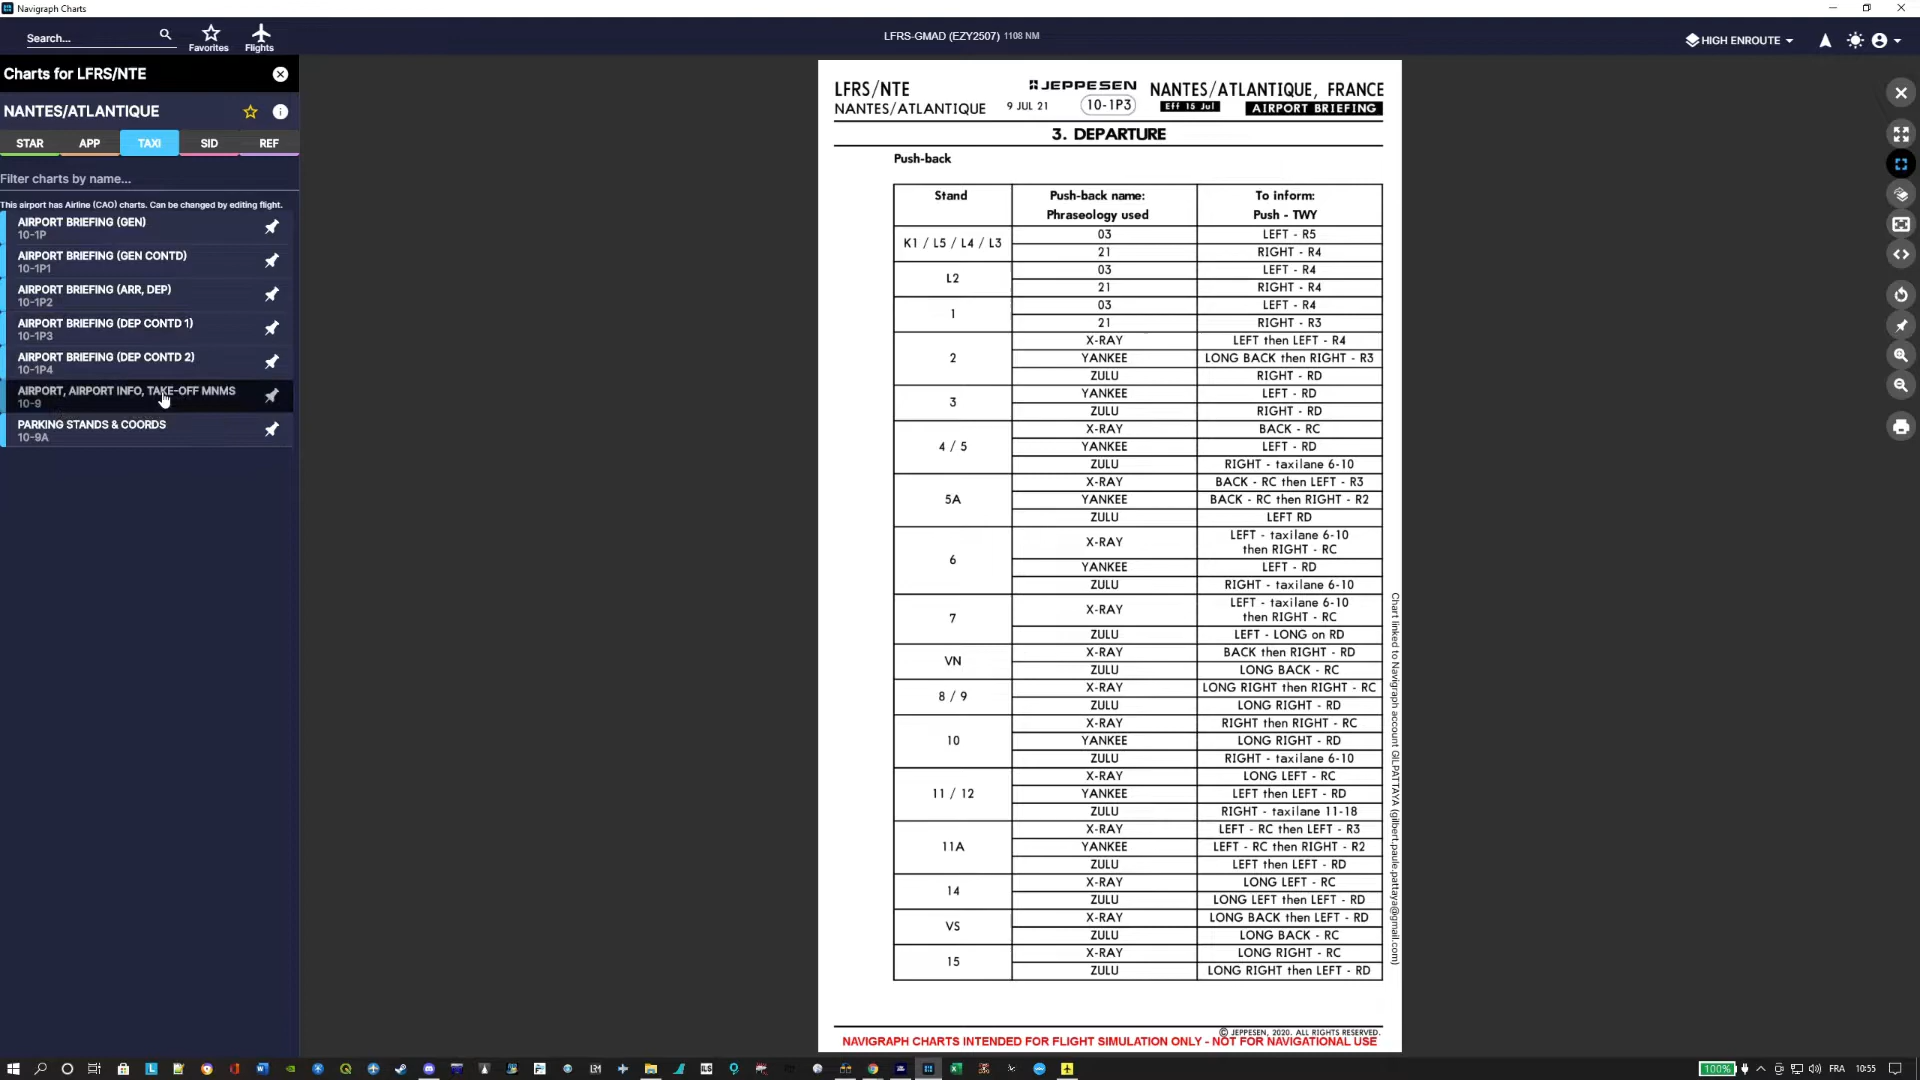 Navigraph Charts
Search...
Favorites
Flights
LFRS-GMAD (EZY2507) 1108 NM
HIGH ENROUTE
Charts for LFRS/NTE
NANTES/ATLANTIQUE
STAR
APP
TAXI
SID
REF
Filter charts by name...
This airport has Airline (CAO) charts. Can be changed by editing flight.
AIRPORT BRIEFING (GEN)
10-1P
AIRPORT BRIEFING (GEN CONTD)
10-1P1
AIRPORT BRIEFING (ARR, DEP)
10-1P2
AIRPORT BRIEFING (DEP CONTD 1)
10-1P3
AIRPORT BRIEFING (DEP CONTD 2)
10-1P4
AIRPORT, AIRPORT INFO, TAKE-OFF MNMS
10-9
PARKING STANDS & COORDS
10-9A
LFRS/NTE JEPPESEN NANTES/ATLANTIQUE, FRANCE
NANTES/ATLANTIQUE 9 JUL 21 10-1P3 Eff 15 Jul AIRPORT BRIEFING
3. DEPARTURE
Push-back
Stand Push-back name: To inform:
Phraseology used Push - TWY
K1 / L5 / L4 / L3
03 LEFT - R5
21 RIGHT - R4
L2
03 LEFT - R4
21 RIGHT - R4
1
03 LEFT - R4
21 RIGHT - R3
2
X-RAY LEFT then LEFT - R4
YANKEE LONG BACK then RIGHT - R3
ZULU RIGHT - RD
3
YANKEE LEFT - RD
ZULU RIGHT - RD
4 / 5
X-RAY BACK - RC
YANKEE LEFT - RD
ZULU RIGHT - taxilane 6-10
5A
X-RAY BACK - RC then LEFT - R3
YANKEE BACK - RC then RIGHT - R2
ZULU LEFT RD
6
X-RAY LEFT - taxilane 6-10
then RIGHT - RC
YANKEE LEFT - RD
ZULU RIGHT - taxilane 6-10
7
X-RAY LEFT - taxilane 6-10
then RIGHT - RC
ZULU LEFT - LONG on RD
VN
X-RAY BACK then RIGHT - RD
ZULU LONG BACK - RC
8 / 9
X-RAY LONG RIGHT then RIGHT - RC
ZULU LONG RIGHT - RD
10
X-RAY RIGHT then RIGHT - RC
YANKEE LONG RIGHT - RD
ZULU RIGHT - taxilane 6-10
11 / 12
X-RAY LONG LEFT - RC
YANKEE LEFT then LEFT - RD
ZULU RIGHT - taxilane 11-18
11A
X-RAY LEFT - RC then LEFT - R3
YANKEE LEFT - RC then RIGHT - R2
ZULU LEFT then LEFT - RD
14
X-RAY LONG LEFT - RC
ZULU LONG LEFT then LEFT - RD
VS
X-RAY LONG BACK then LEFT - RD
ZULU LONG BACK - RC
15
X-RAY LONG RIGHT - RC
ZULU LONG RIGHT then LEFT - RD
Chart linked to Navigraph account GILPATTAYA (gilbert.paule.pattaya@gmail.com)
© JEPPESEN, 2020. ALL RIGHTS RESERVED.
NAVIGRAPH CHARTS INTENDED FOR FLIGHT SIMULATION ONLY - NOT FOR NAVIGATIONAL USE
100% FRA 10:55